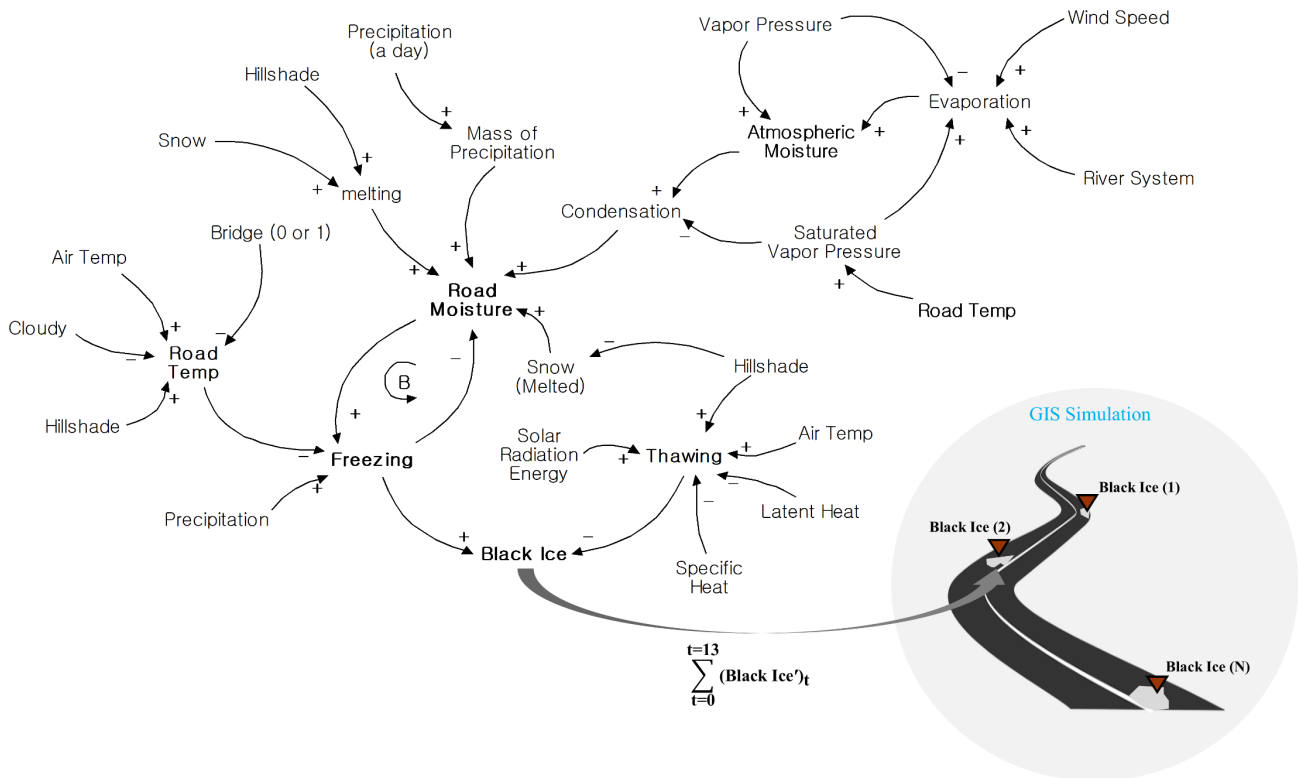 Precipitation
(a day)
Vapor Pressure
Wind Speed
Hillshade
−
+
Evaporation
+
+
+
+
Atmospheric
Moisture
+
+
Snow
Mass of
Precipitation
+
+
melting
+
Condensation
−
River System
Bridge (0 or 1)
Saturated
Vapor Pressure
Air Temp
+
+
+
+
Road
Moisture
Road Temp
Cloudy
+
−
−
Road
Temp
+
−
+
−
Snow
(Melted)
Hillshade
B
Hillshade
+
+
GIS Simulation
Solar
Radiation
Energy
+
Air Temp
+
Thawing
−
Freezing
−
−
+
Latent Heat
Black Ice (1)
Precipitation
Black Ice (2)
+
Black Ice
−
Specific
Heat
t=13
∑ (Black Ice′)t
t=0
Black Ice (N)